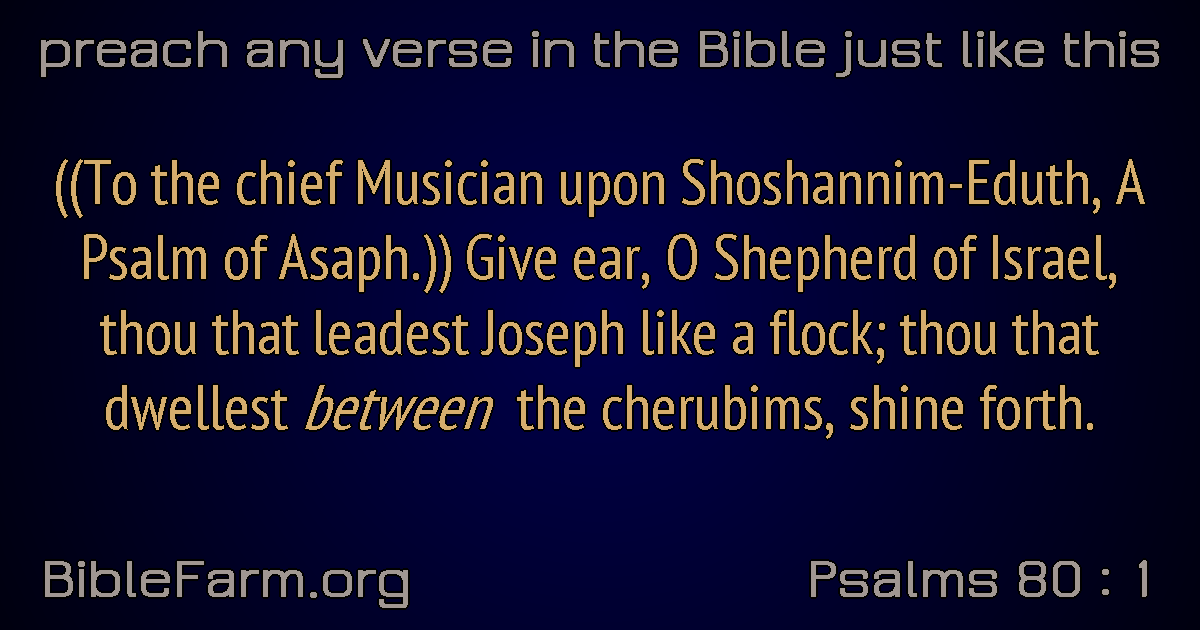 preach any verse in the Bible just like this
((To the chief Musician upon Shoshannim-Eduth, A
Psalm of Asaph.)) Give ear, O Shepherd of Israel,
thou that leadest Joseph like a flock; thou that
dwellest between the cherubims, shine forth.
BibleFarm.org
Psalms 80 : 1